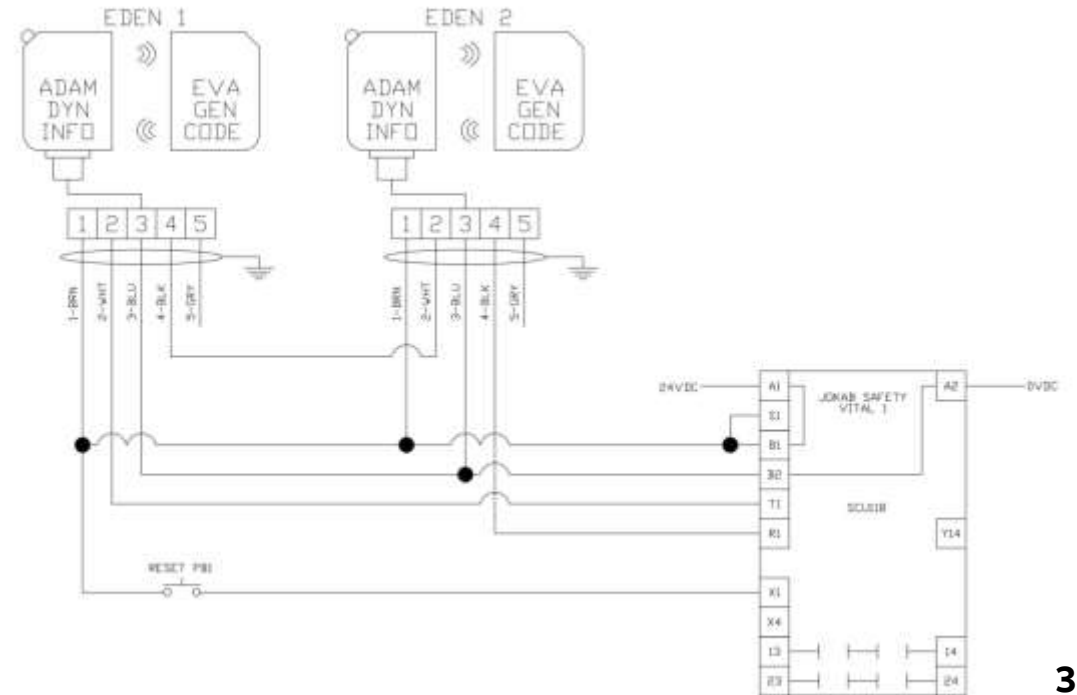 EDEN 1
EDEN 2
ADAM
DYN
INFO
EVA
GEN
CODE
ADAM
DYN
INFO
EVA
GEN
CODE
1 2 3 4 5
1 2 3 4 5
1-BRN
2-WHT
3-BLU
4-BLK
5-GRY
1-BRN
2-WHT
3-BLU
4-BLK
5-GRY
24VDC
A1
JOKAB SAFETY
VITAL 1
A2
0VDC
S1
B1
B2
T1
R1
Y14
RESET PB1
X1
X4
13
14
23
24
3